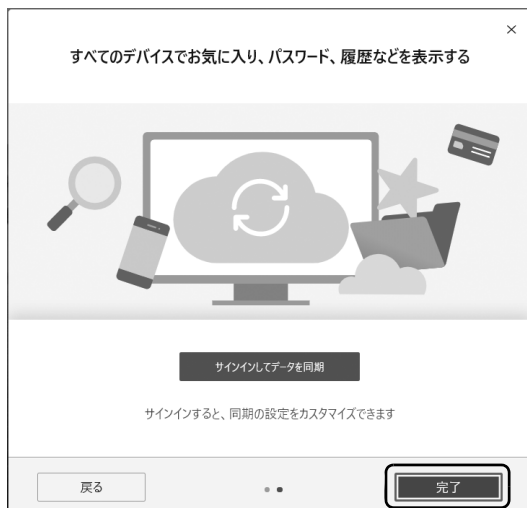 すべてのデバイスでお気に入り、パスワード、履歴などを表示する
サインインしてデータを同期
サインインすると、同期の設定をカスタマイズできます
戻る
完了